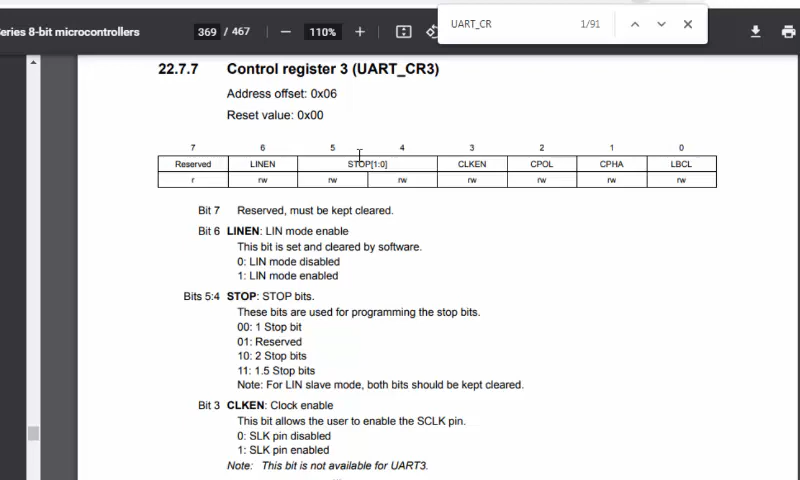 eries 8-bit microcontrollers
369 / 467
110%
UART_CR
1/91
22.7.7 Control register 3 (UART_CR3)
Address offset: 0x06
Reset value: 0x00
7 6 5 4 3 2 1 0
Reserved LINEN STOP[1:0] CLKEN CPOL CPHA LBCL
r rw rw rw rw rw rw rw
Bit 7 Reserved, must be kept cleared.
Bit 6 LINEN: LIN mode enable
This bit is set and cleared by software.
0: LIN mode disabled
1: LIN mode enabled
Bits 5:4 STOP: STOP bits.
These bits are used for programming the stop bits.
00: 1 Stop bit
01: Reserved
10: 2 Stop bits
11: 1.5 Stop bits
Note: For LIN slave mode, both bits should be kept cleared.
Bit 3 CLKEN: Clock enable
This bit allows the user to enable the SCLK pin.
0: SLK pin disabled
1: SLK pin enabled
Note: This bit is not available for UART3.